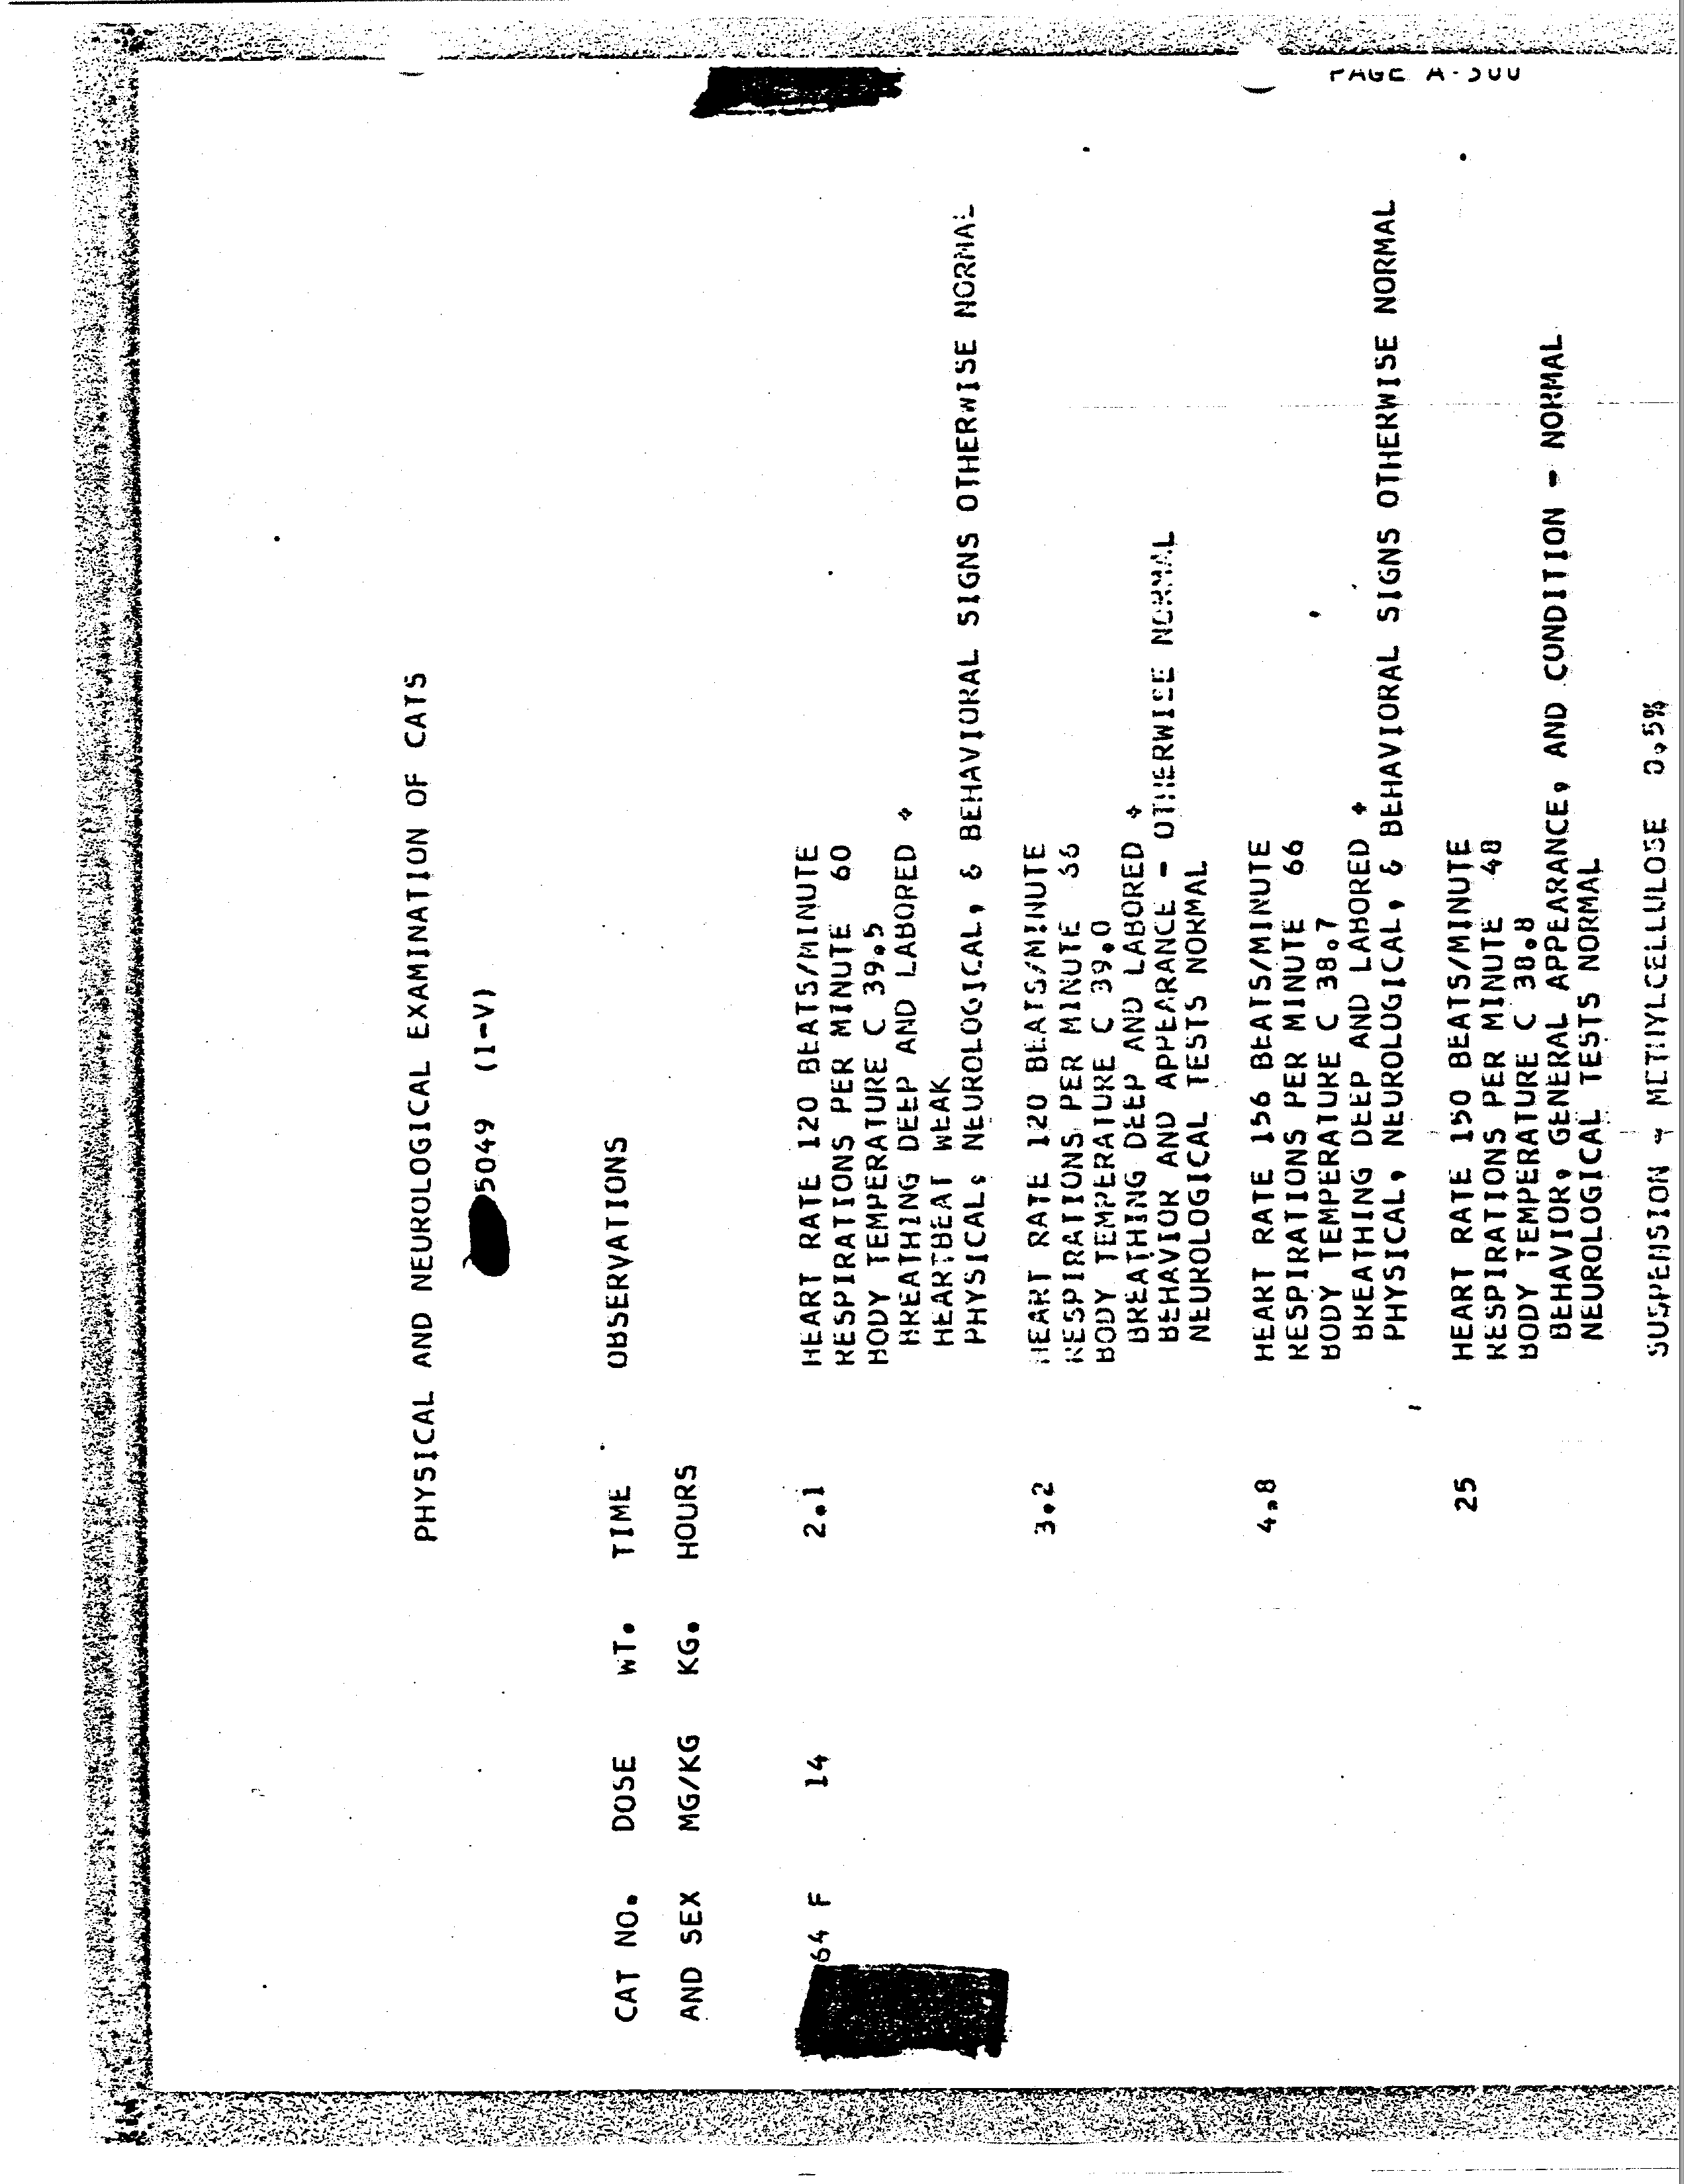 PHYSICAL AND NEUROLOGICAL EXAMINATION OF CATS
5049 (I-V)
CAT NO. DOSE WT. TIME OBSERVATIONS
AND SEX MG/KG KG. HOURS
64 F 14 2.1 HEART RATE 120 BEATS/MINUTE
RESPIRATIONS PER MINUTE 60
BODY TEMPERATURE C 39.5
BREATHING DEEP AND LABORED +
HEARTBEAT WEAK
PHYSICAL, NEUROLOGICAL, & BEHAVIORAL SIGNS OTHERWISE NORMAL
3.2 HEART RATE 120 BEATS/MINUTE
RESPIRATIONS PER MINUTE 66
BODY TEMPERATURE C 39.0
BREATHING DEEP AND LABORED +
BEHAVIOR AND APPEARANCE - OTHERWISE NORMAL
NEUROLOGICAL TESTS NORMAL
4.8 HEART RATE 156 BEATS/MINUTE
RESPIRATIONS PER MINUTE 66
BODY TEMPERATURE C 38.7
BREATHING DEEP AND LABORED +
PHYSICAL, NEUROLOGICAL, & BEHAVIORAL SIGNS OTHERWISE NORMAL
25 HEART RATE 150 BEATS/MINUTE
RESPIRATIONS PER MINUTE 48
BODY TEMPERATURE C 38.8
BEHAVIOR, GENERAL APPEARANCE, AND CONDITION - NORMAL
NEUROLOGICAL TESTS NORMAL
SUSPENSION - METHYLCELLULOSE 0.5%
PAGE A-